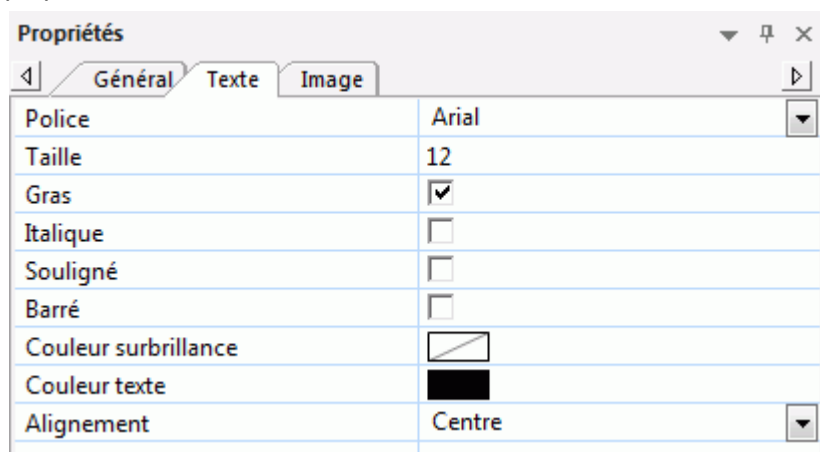 Propriétés
Général Texte Image
Police Arial
Taille 12
Gras
Italique
Souligné
Barré
Couleur surbrillance
Couleur texte
Alignement Centre